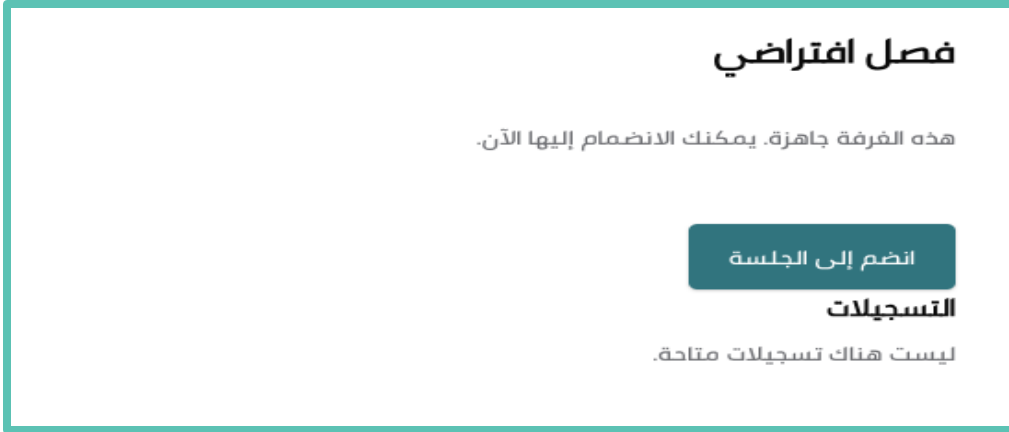 فصل افتراضي
هذه الغرفة جاهزة. يمكنك الانضمام إليها الآن.
انضم إلى الجلسة
التسجيلات
ليست هناك تسجيلات متاحة.